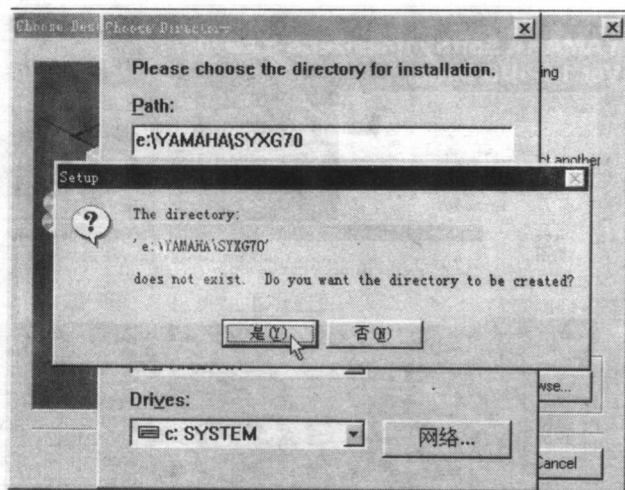 Choose Directory
Please choose the directory for installation.
Path:
e:\YAMAHA\SYXG70
ing
ct another
Setup
The directory:
'e:\YAMAHA\SYXG70'
does not exist. Do you want the directory to be created?
是(Y)
否(N)
wse...
Drives:
c: SYSTEM
网络...
Cancel